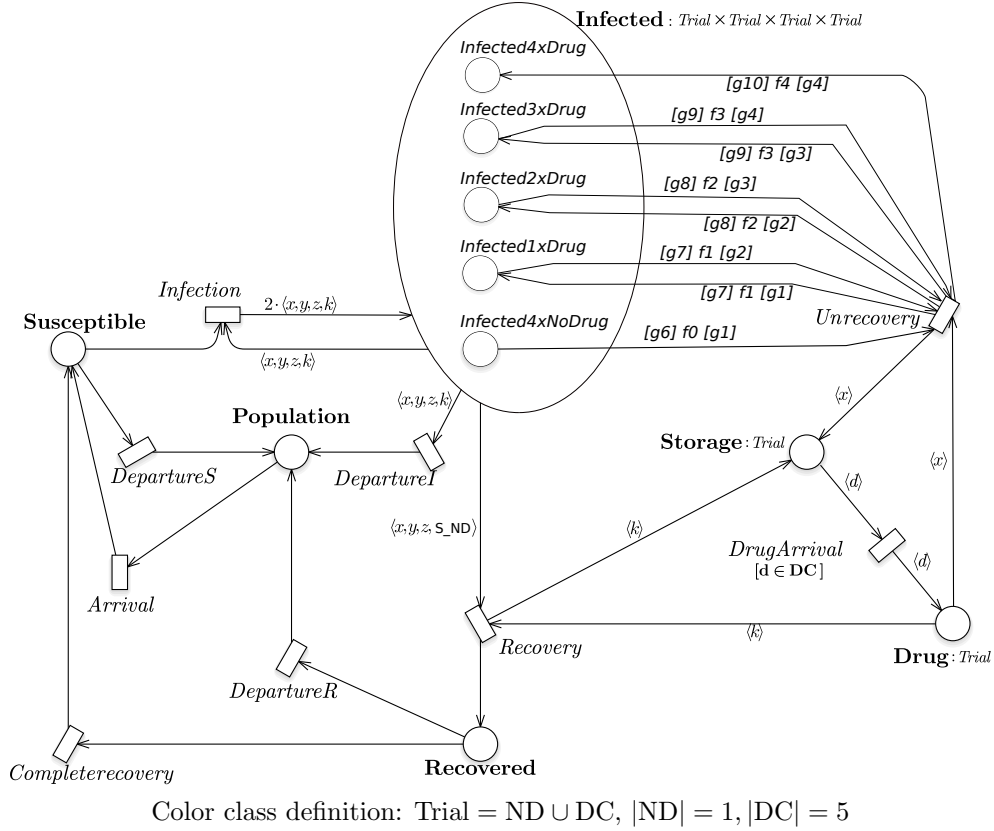 Infected : Trial × Trial × Trial × Trial
Infected4xDrug
[g10] f4 [g4]
Infected3xDrug
[g9] f3 [g4]
[g9] f3 [g3]
Infected2xDrug
[g8] f2 [g3]
[g8] f2 [g2]
Infected1xDrug
[g7] f1 [g2]
[g7] f1 [g1]
Infection
2·⟨x,y,z,k⟩
Susceptible
Infected4xNoDrug
Unrecovery
[g6] f0 [g1]
⟨x,y,z,k⟩
⟨x,y,z,k⟩
⟨x⟩
Population
Storage : Trial
DepartureS
DepartureI
⟨x⟩
⟨d⟩
⟨x,y,z, S_ND⟩
⟨k⟩
DrugArrival
[d ∈ DC]
⟨d⟩
Arrival
⟨k⟩
Recovery
Drug : Trial
DepartureR
Completerecovery
Recovered
Color class definition: Trial = ND ∪ DC, |ND| = 1, |DC| = 5